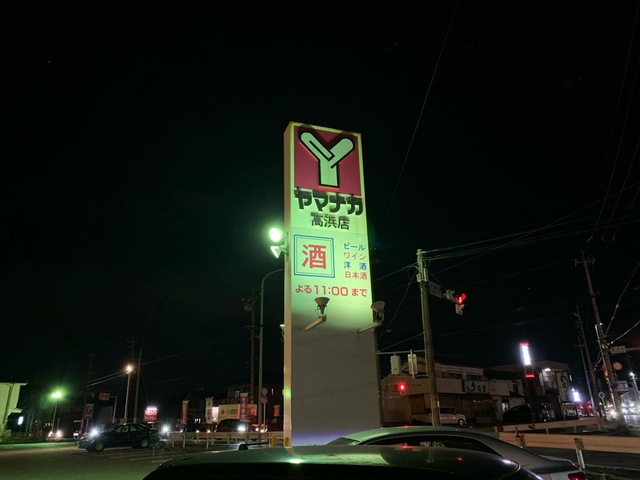 Y
ヤマナカ
高浜店
酒
ビール
ワイン
洋酒
日本酒
よる11:00まで